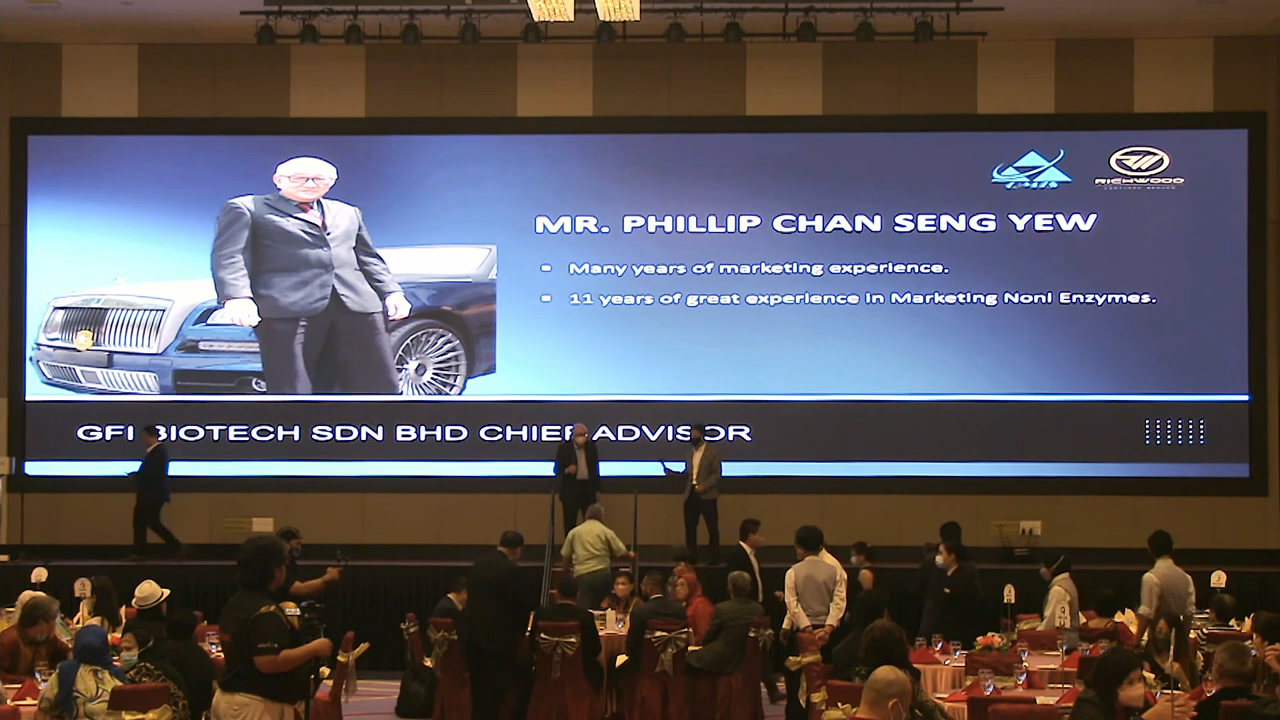 RICHWOOD
MR. PHILLIP CHAN SENG YEW
▪ Many years of marketing experience.
▪ 11 years of great experience in Marketing Noni Enzymes.
GFI BIOTECH SDN BHD CHIEF ADVISOR